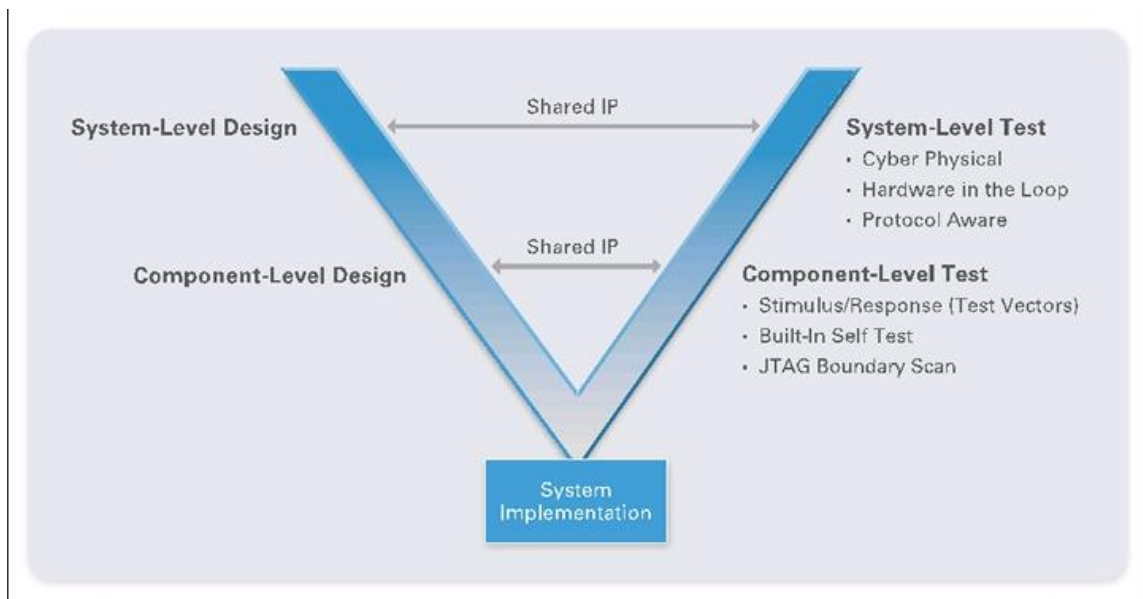 Shared IP
System-Level Design
System-Level Test
• Cyber Physical
• Hardware in the Loop
• Protocol Aware
Shared IP
Component-Level Design
Component-Level Test
• Stimulus/Response (Test Vectors)
• Built-In Self Test
• JTAG Boundary Scan
System
Implementation